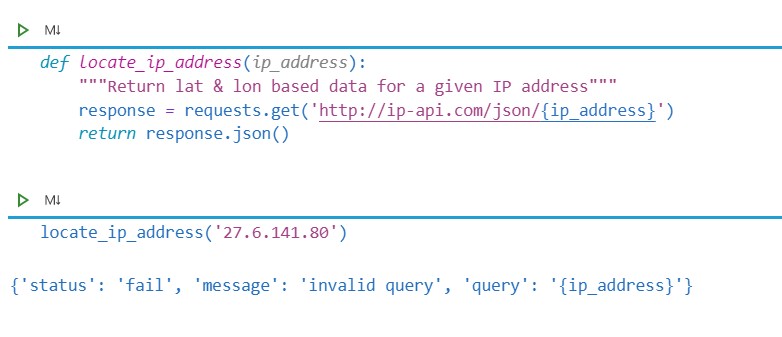 M↓
def locate_ip_address(ip_address):
"""Return lat & lon based data for a given IP address"""
response = requests.get('http://ip-api.com/json/{ip_address}')
return response.json()
M↓
locate_ip_address('27.6.141.80')
{'status': 'fail', 'message': 'invalid query', 'query': '{ip_address}'}